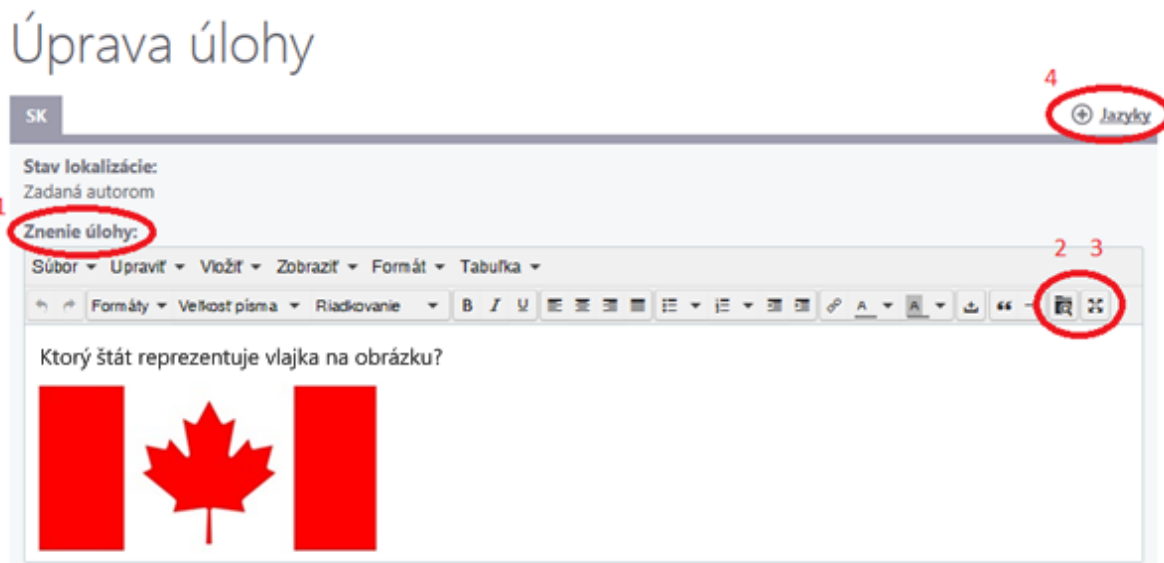 Úprava úlohy
4
SK
Jazyky
Stav lokalizácie:
Zadaná autorom
1
Znenie úlohy:
2 3
Súbor Upraviť Vložiť Zobraziť Formát Tabuľka
Formáty Veľkosť písma Riadkovanie B I U A A
Ktorý štát reprezentuje vlajka na obrázku?